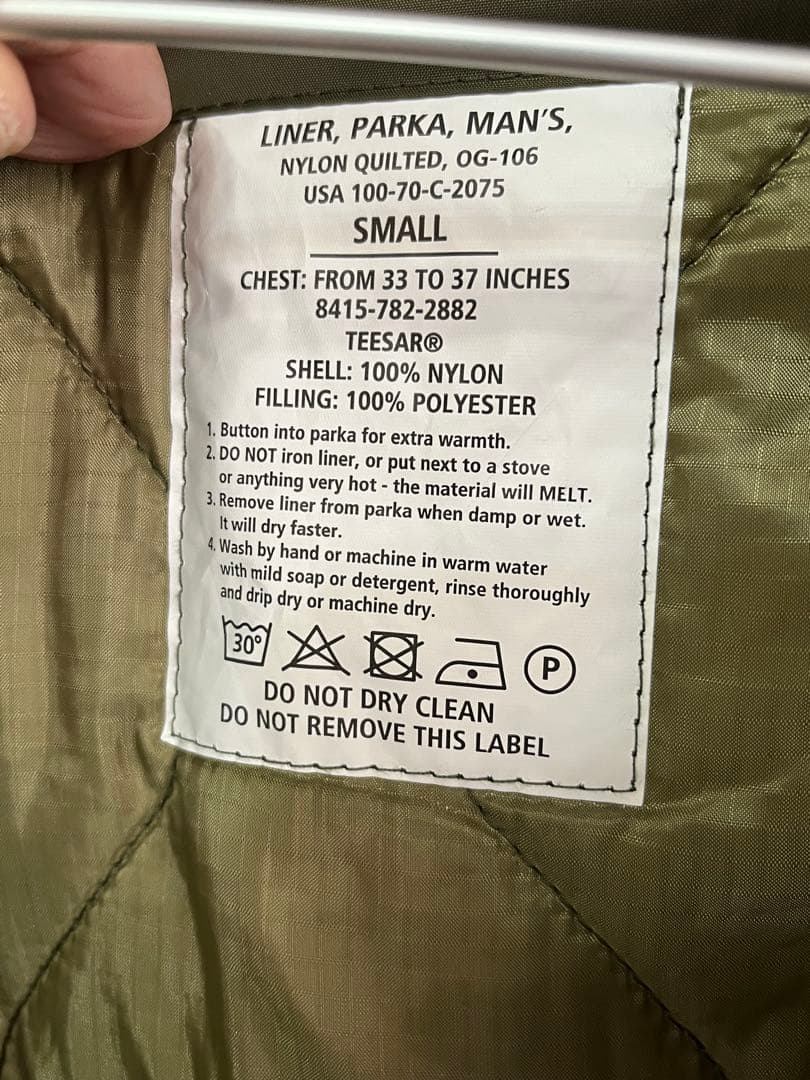 LINER, PARKA, MAN'S,
NYLON QUILTED, OG-106
USA 100-70-C-2075
SMALL
CHEST: FROM 33 TO 37 INCHES
8415-782-2882
TEESAR®
SHELL: 100% NYLON
FILLING: 100% POLYESTER
1. Button into parka for extra warmth.
2. DO NOT iron liner, or put next to a stove
or anything very hot - the material will MELT.
3. Remove liner from parka when damp or wet.
It will dry faster.
4. Wash by hand or machine in warm water
with mild soap or detergent, rinse thoroughly
and drip dry or machine dry.
30° P
DO NOT DRY CLEAN
DO NOT REMOVE THIS LABEL